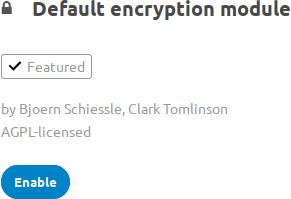 Default encryption module
Featured
by Bjoern Schiessle, Clark Tomlinson
AGPL-licensed
Enable